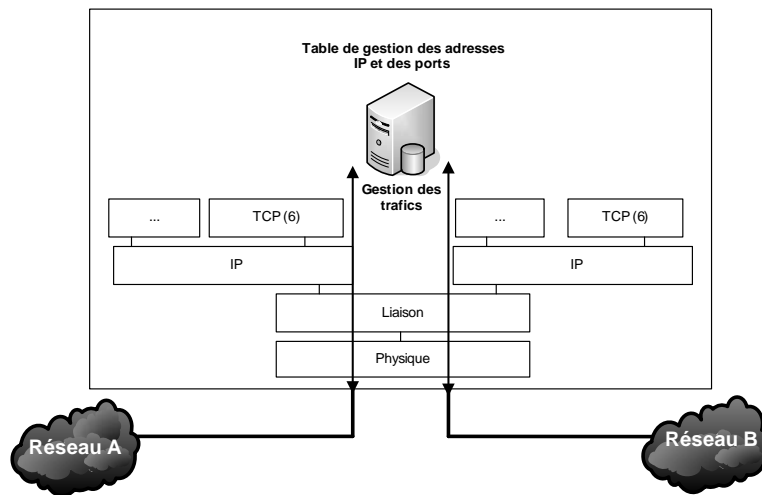 Table de gestion des adresses
IP et des ports
Gestion des
trafics
...
TCP (6)
...
TCP (6)
IP
IP
Liaison
Physique
Réseau A
Réseau B